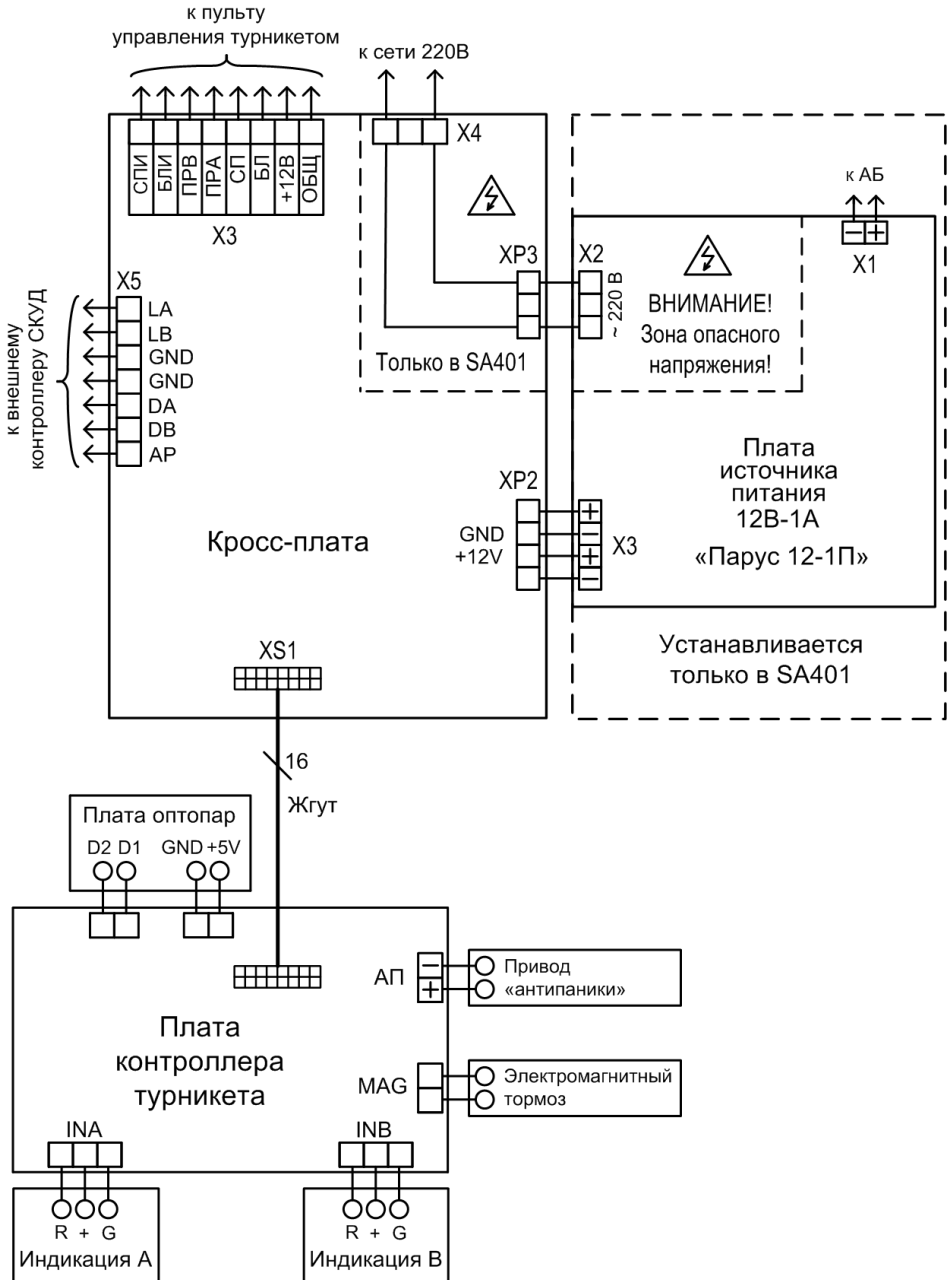 к пульту
управления турникетом
к сети 220В
X4
СПИ
БЛИ
ПРВ
ПРА
СП
БЛ
+12В
ОБЩ
X3
к АБ
− +
X1
XP3
X2
~ 220 В
ВНИМАНИЕ!
Зона опасного
напряжения!
Только в SA401
X5
LA
LB
GND
GND
DA
DB
AP
к внешнему
контроллеру СКУД
Кросс-плата
XP2
GND
+12V
+
−
+
−
X3
Плата
источника
питания
12В-1А
«Парус 12-1П»
Устанавливается
только в SA401
XS1
16
Жгут
Плата оптопар
D2 D1 GND +5V
Плата
контроллера
турникета
АП
−
+
Привод
«антипаники»
MAG
Электромагнитный
тормоз
INA
INB
R + G
Индикация А
R + G
Индикация В